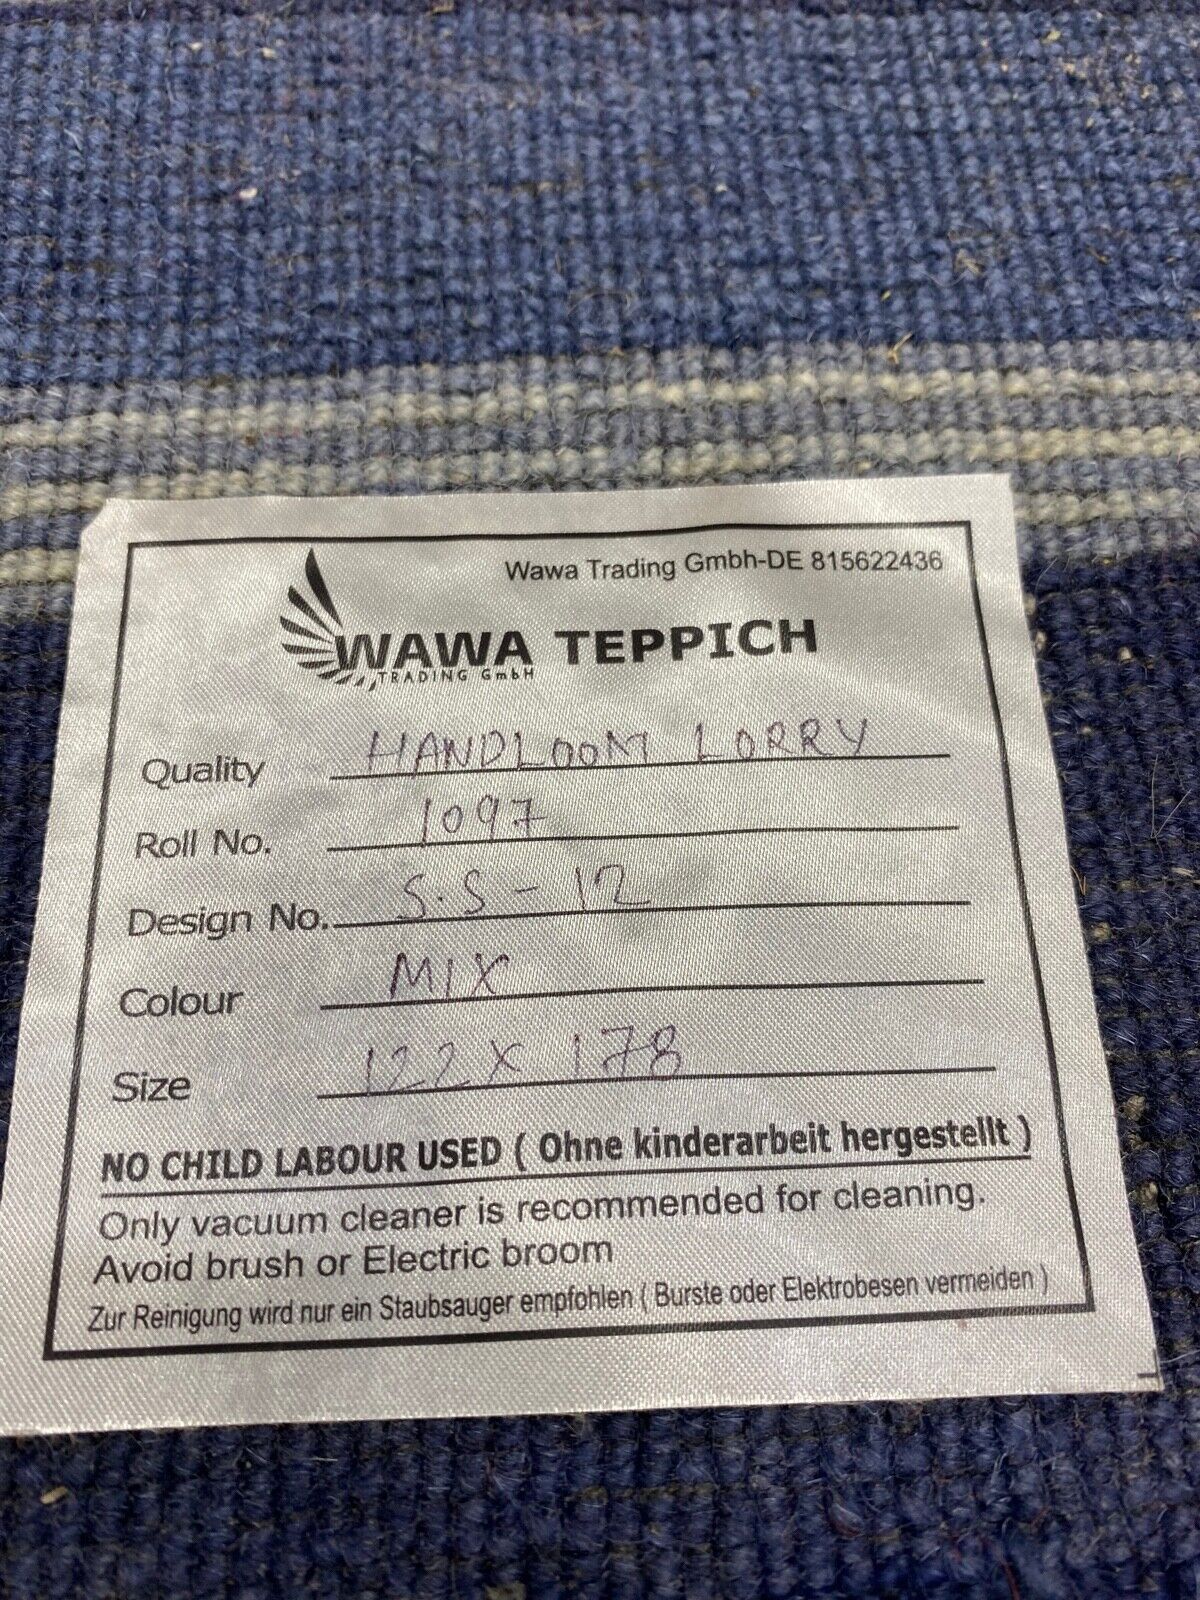 Wawa Trading Gmbh-DE 815622436
WAWA TEPPICH
TRADING GmbH
Quality HANDLOOM LORRY
Roll No. 1097
Design No. S.S-12
Colour MIX
Size 122X178
NO CHILD LABOUR USED ( Ohne kinderarbeit hergestellt )
Only vacuum cleaner is recommended for cleaning.
Avoid brush or Electric broom
Zur Reinigung wird nur ein Staubsauger empfohlen ( Burste oder Elektrobesen vermeiden )